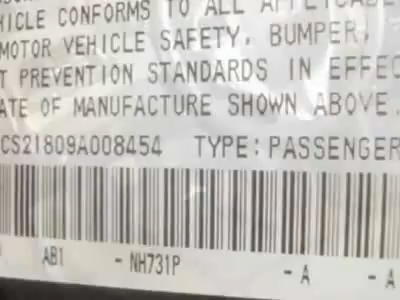 HICLE CONFORMS TO ALL APPLICABLE
MOTOR VEHICLE SAFETY, BUMPER,
T PREVENTION STANDARDS IN EFFEC
ATE OF MANUFACTURE SHOWN ABOVE.
CS21809A008454 TYPE: PASSENGER
AB1 - NH731P - A - A